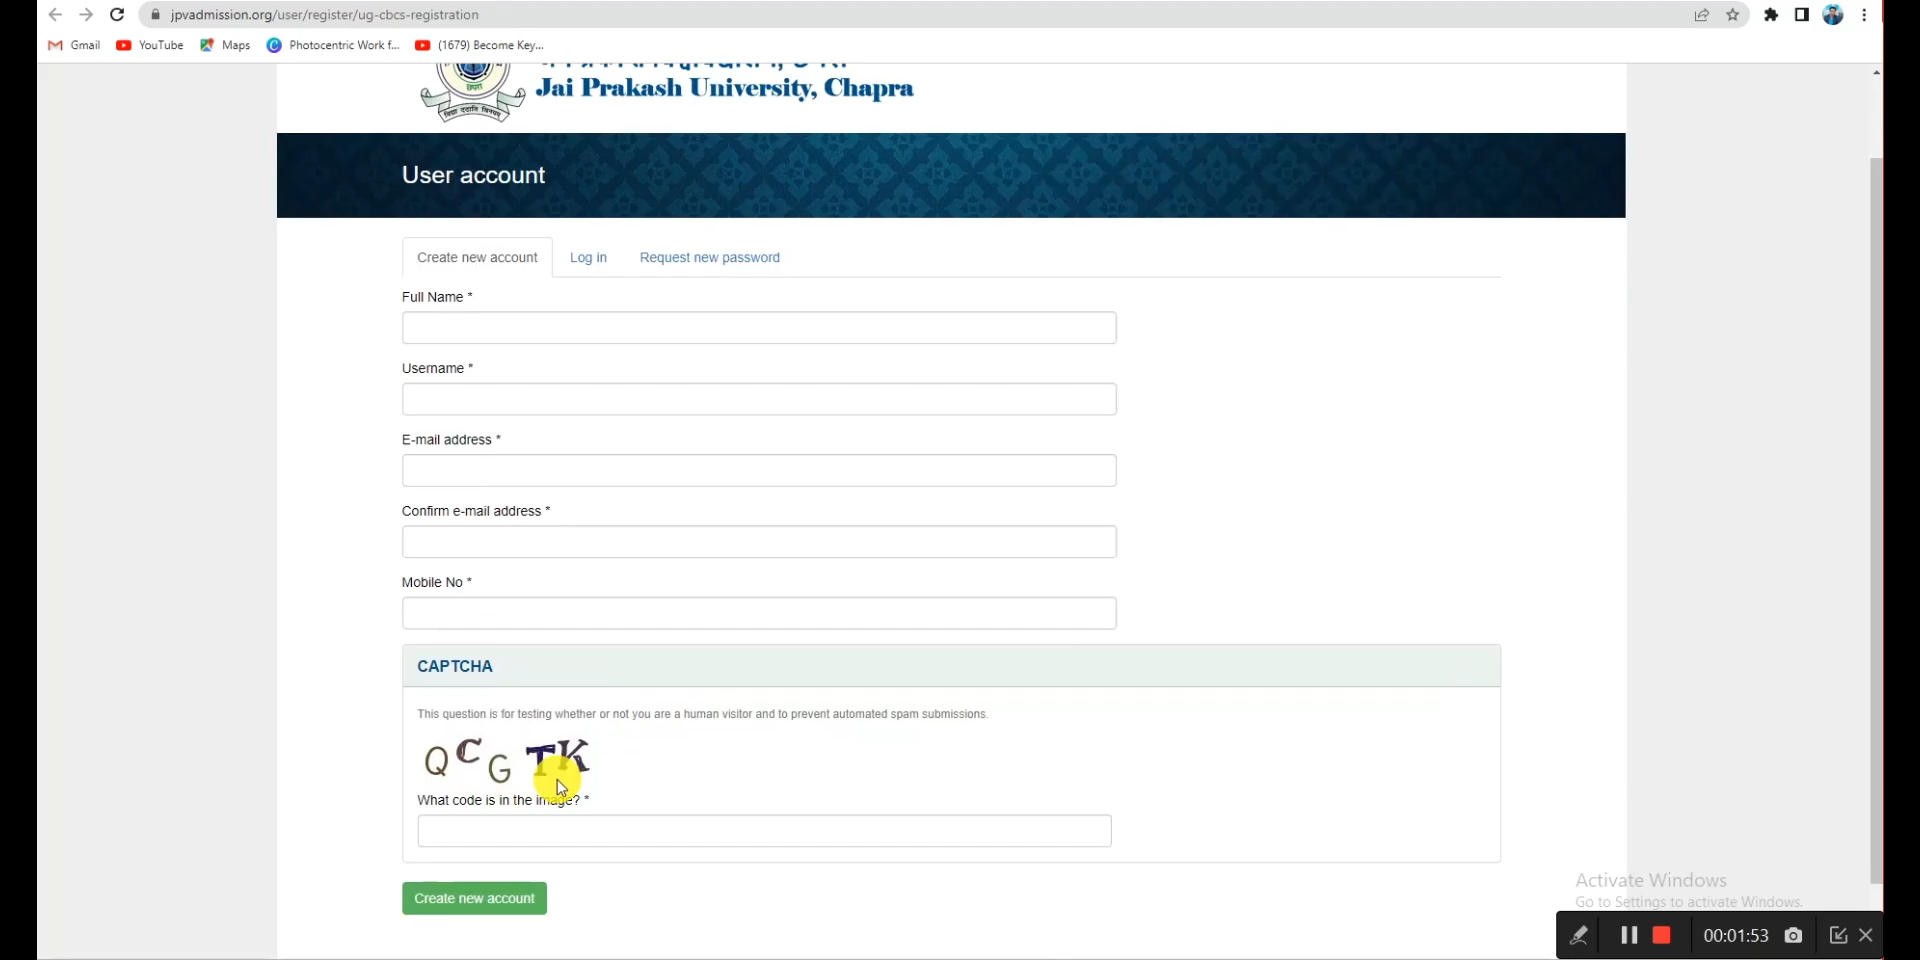 jpvadmission.org/user/register/ug-cbcs-registration
Gmail YouTube Maps Photocentric Work f... (1679) Become Key...
Jai Prakash University, Chapra
User account
Create new account Log in Request new password
Full Name *
Username *
E-mail address *
Confirm e-mail address *
Mobile No *
CAPTCHA
This question is for testing whether or not you are a human visitor and to prevent automated spam submissions.
QCGTK
What code is in the image? *
Create new account
Activate Windows
Go to Settings to activate Windows.
00:01:53